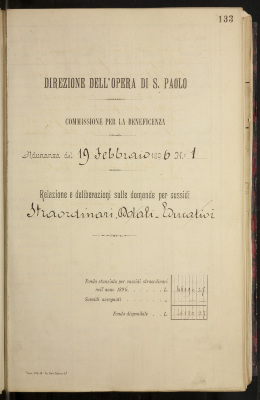 133
DIREZIONE DELL'OPERA DI S. PAOLO
COMMISSIONE PER LA BENEFICENZA
Adunanza del 19 Febbraio 1896 N. 1
Relazione e deliberazioni sulle domande per sussidi
Straordinari, Dotali, Educativi
Fondo stanziato per sussidi straordinari
nell'anno 1896 L.
Sussidi assegnati
Fondo disponibile L.